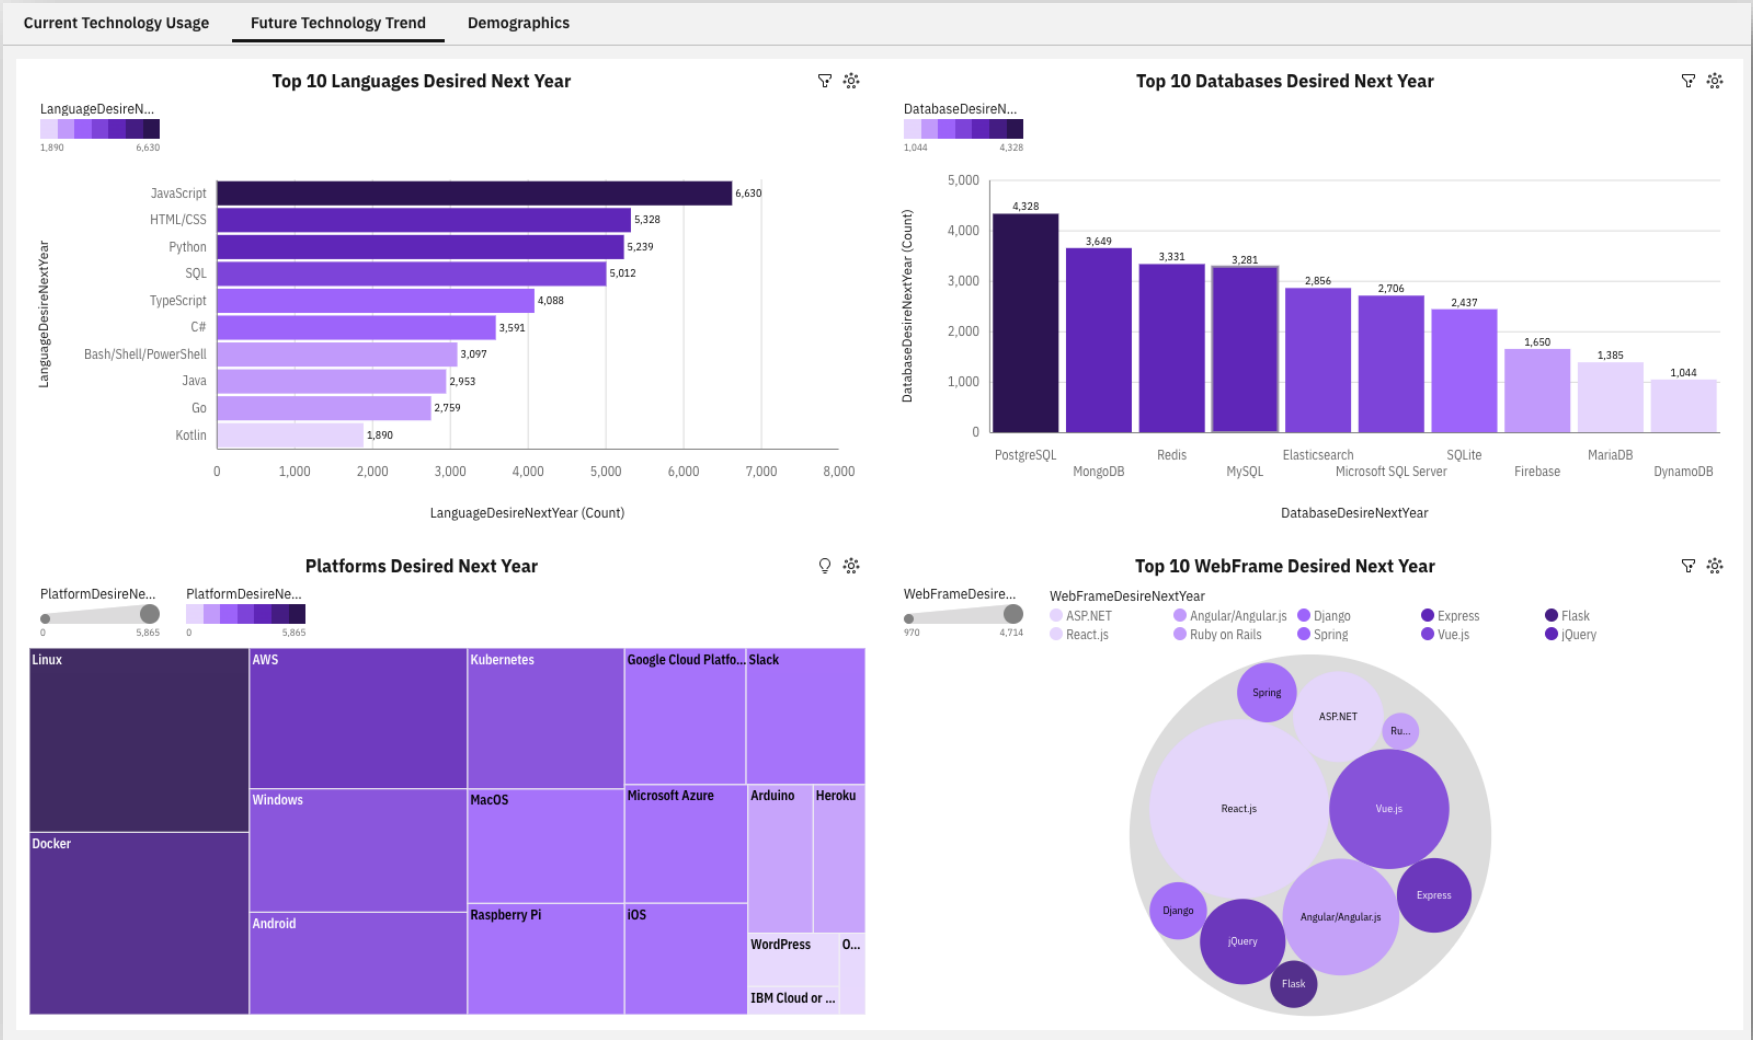 Current Technology Usage
Future Technology Trend
Demographics
Top 10 Languages Desired Next Year
LanguageDesireN...
1,890 6,630
LanguageDesireNextYear
JavaScript 6,630
HTML/CSS 5,328
Python 5,239
SQL 5,012
TypeScript 4,088
C# 3,591
Bash/Shell/PowerShell 3,097
Java 2,953
Go 2,759
Kotlin 1,890
0 1,000 2,000 3,000 4,000 5,000 6,000 7,000 8,000
LanguageDesireNextYear (Count)
Top 10 Databases Desired Next Year
DatabaseDesireN...
1,044 4,328
DatabaseDesireNextYear (Count)
5,000
4,000
3,000
2,000
1,000
0
4,328
3,649
3,331
3,281
2,856
2,706
2,437
1,650
1,385
1,044
PostgreSQL
MongoDB
Redis
MySQL
Elasticsearch
Microsoft SQL Server
SQLite
Firebase
MariaDB
DynamoDB
DatabaseDesireNextYear
Platforms Desired Next Year
PlatformDesireNe...
0 5,865
PlatformDesireNe...
0 5,865
Linux
Docker
AWS
Windows
Android
Kubernetes
MacOS
Raspberry Pi
Google Cloud Platfo...
Slack
Microsoft Azure
iOS
Arduino
Heroku
WordPress
O...
IBM Cloud or ...
Top 10 WebFrame Desired Next Year
WebFrameDesire...
970 4,714
WebFrameDesireNextYear
ASP.NET Angular/Angular.js Django Express Flask
React.js Ruby on Rails Spring Vue.js jQuery
Spring
ASP.NET
Ru...
React.js
Vue.js
Express
Django
Angular/Angular.js
jQuery
Flask